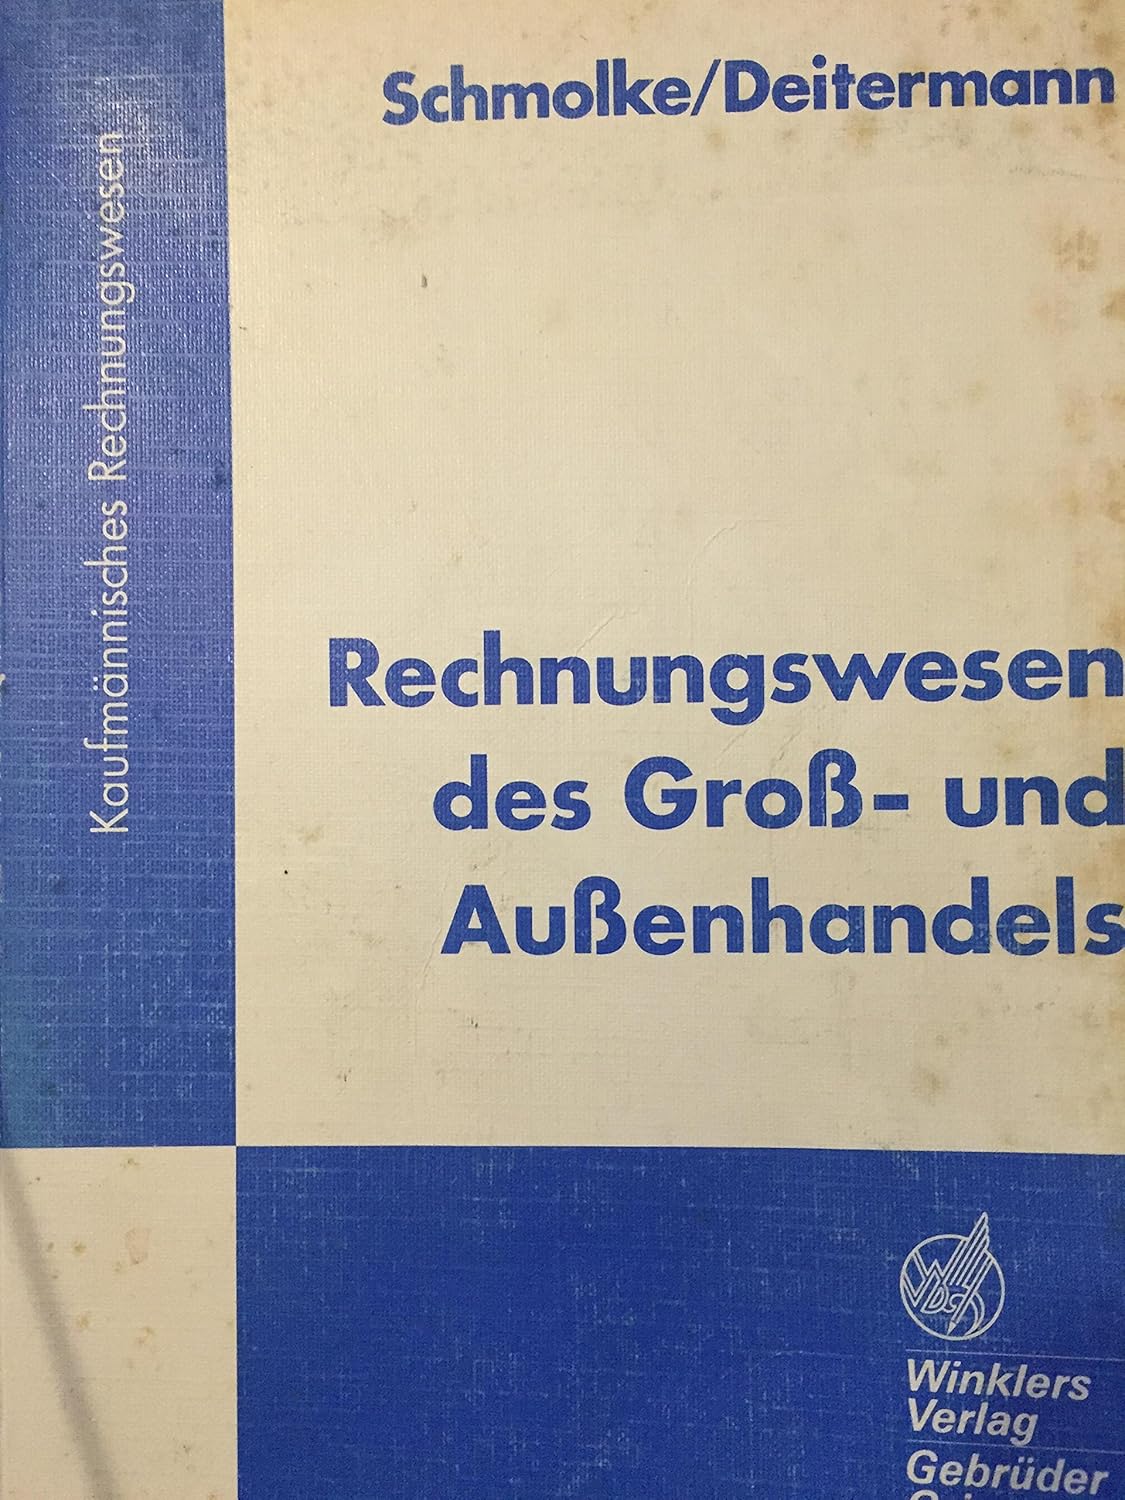 Schmolke/Deitermann
Kaufmännisches Rechnungswesen
Rechnungswesen
des Groß- und
Außenhandels
Winklers
Verlag
Gebrüder